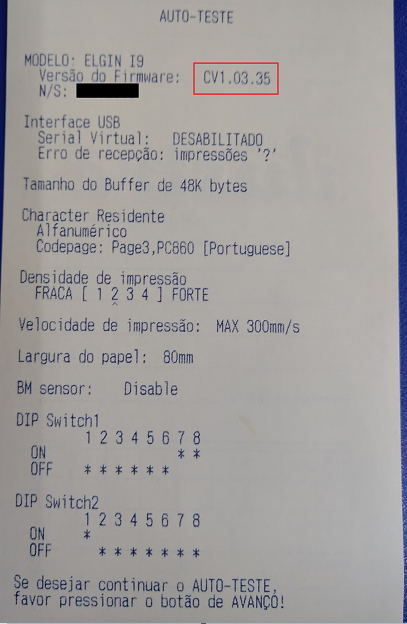 AUTO-TESTE
MODELO: ELGIN I9
Versão do Firmware: CV1.03.35
N/S:
Interface USB
Serial Virtual: DESABILITADO
Erro de recepção: impressões '?'
Tamanho do Buffer de 48K bytes
Character Residente
Alfanumérico
Codepage: Page3,PC860 [Portuguese]
Densidade de impressão
FRACA [ 1 2 3 4 ] FORTE
^
Velocidade de impressão: MAX 300mm/s
Largura do papel: 80mm
BM sensor: Disable
DIP Switch1
1 2 3 4 5 6 7 8
ON * *
OFF * * * * * *
DIP Switch2
1 2 3 4 5 6 7 8
ON *
OFF * * * * * * *
Se desejar continuar o AUTO-TESTE,
favor pressionar o botão de AVANÇO!